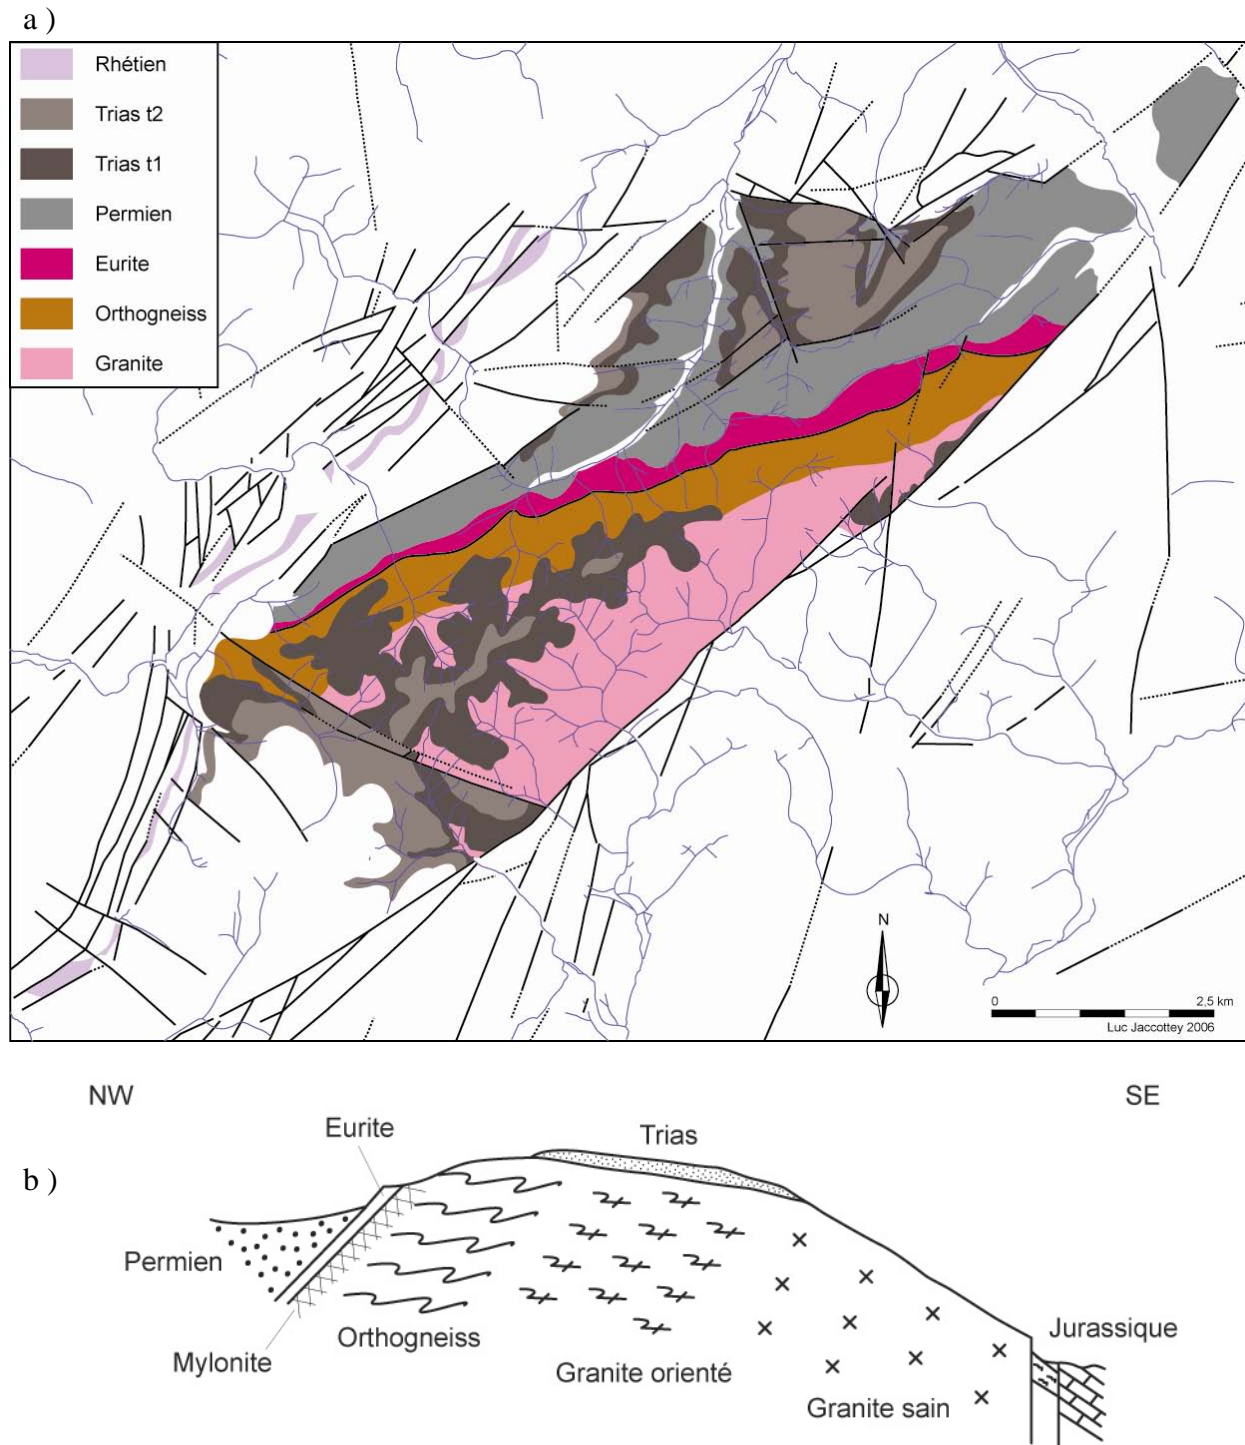 a )
Rhétien
Trias t2
Trias t1
Permien
Eurite
Orthogneiss
Granite
N
0 2,5 km
Luc Jaccottey 2006
NW SE
b )
Eurite
Trias
Permien
Mylonite
Orthogneiss
Granite orienté
Granite sain
Jurassique